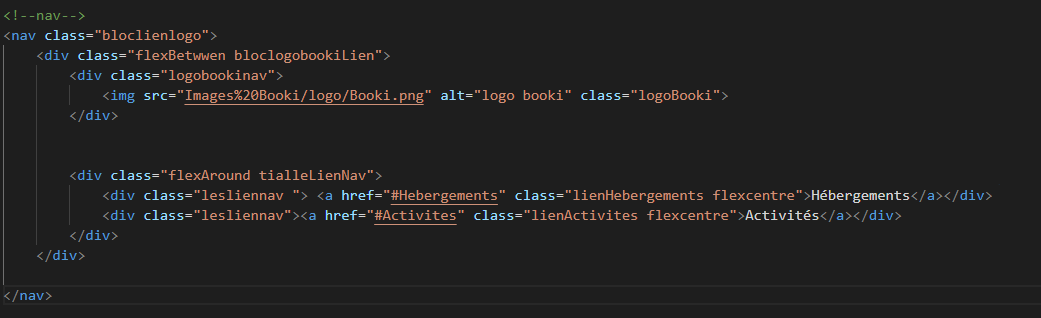 <!--nav-->
<nav class="bloclienlogo">
<div class="flexBetwwen bloclogobookiLien">
<div class="logobookinav">
<img src="Images%20Booki/logo/Booki.png" alt="logo booki" class="logoBooki">
</div>
<div class="flexAround tialleLienNav">
<div class="lesliennav "> <a href="#Hebergements" class="lienHebergements flexcentre">Hébergements</a></div>
<div class="lesliennav"><a href="#Activites" class="lienActivites flexcentre">Activités</a></div>
</div>
</div>
</nav>